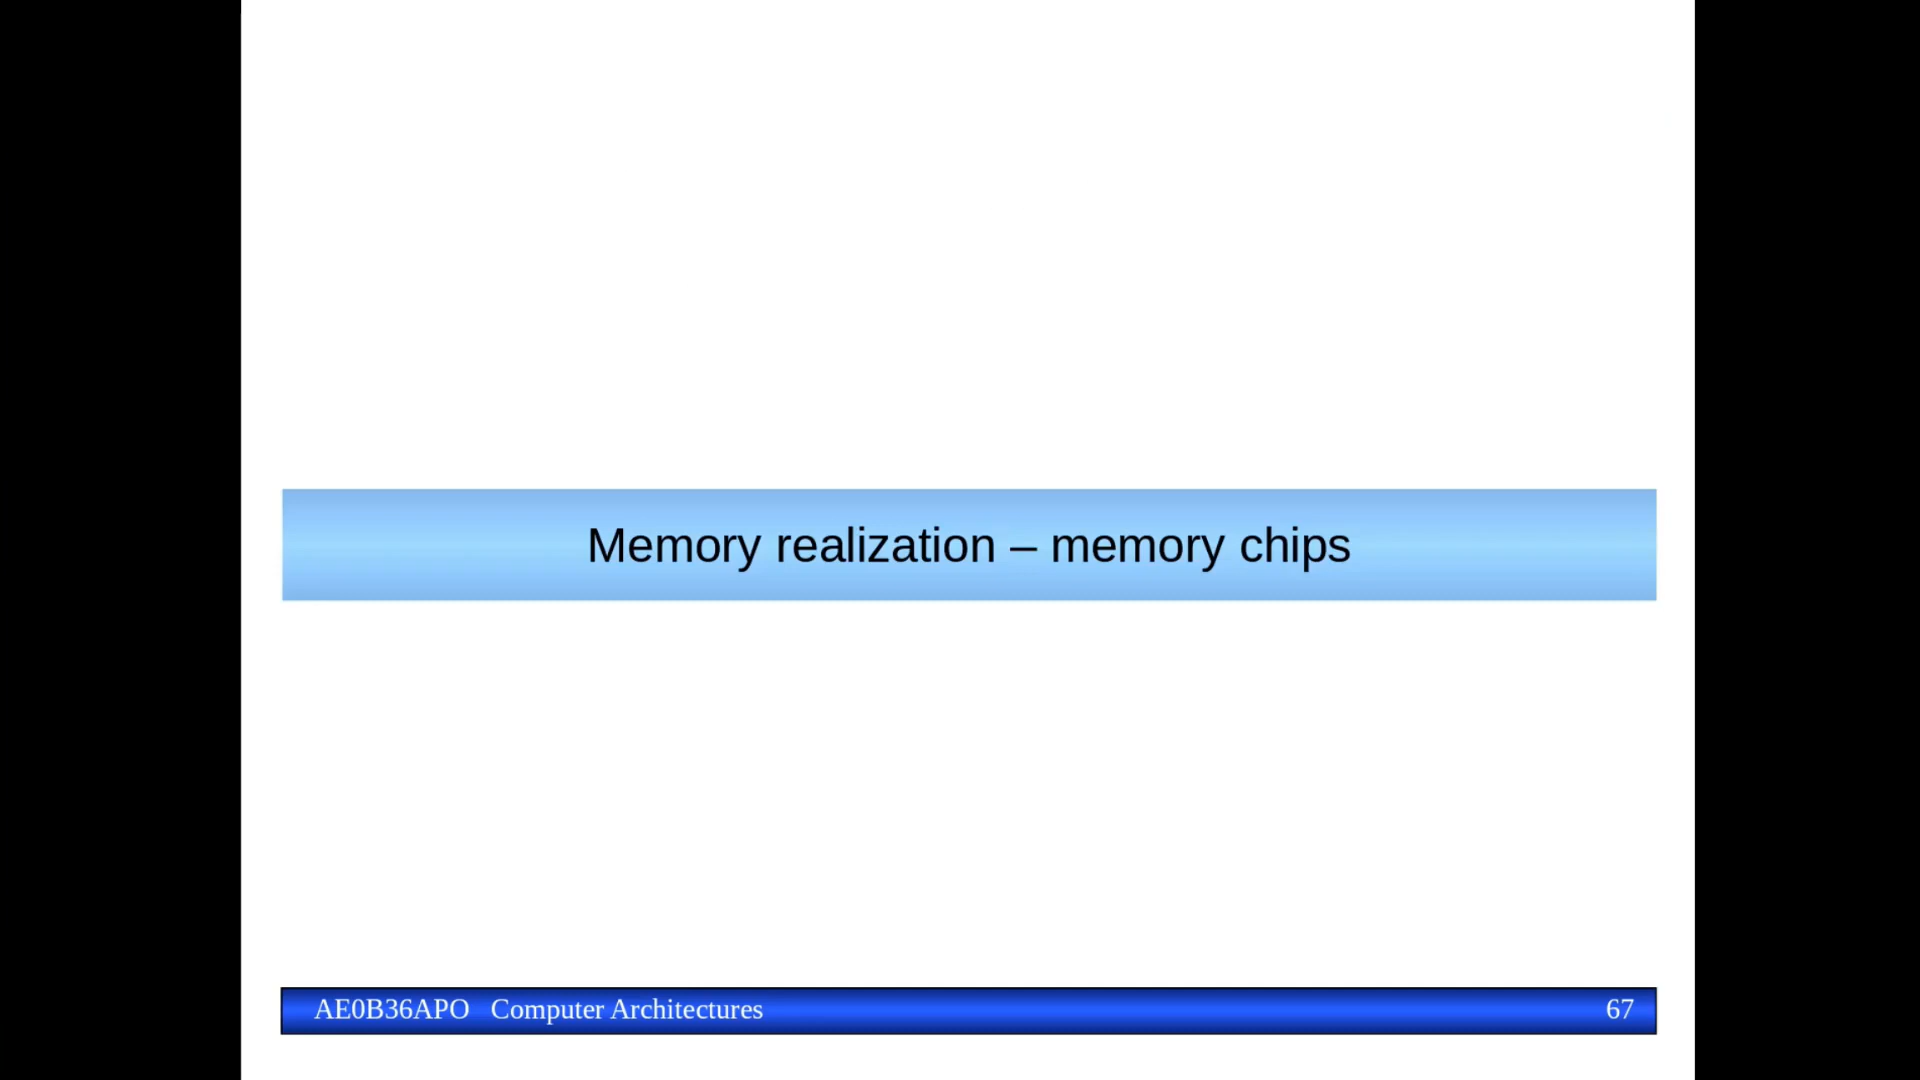 Memory realization – memory chips
AE0B36APO Computer Architectures 67